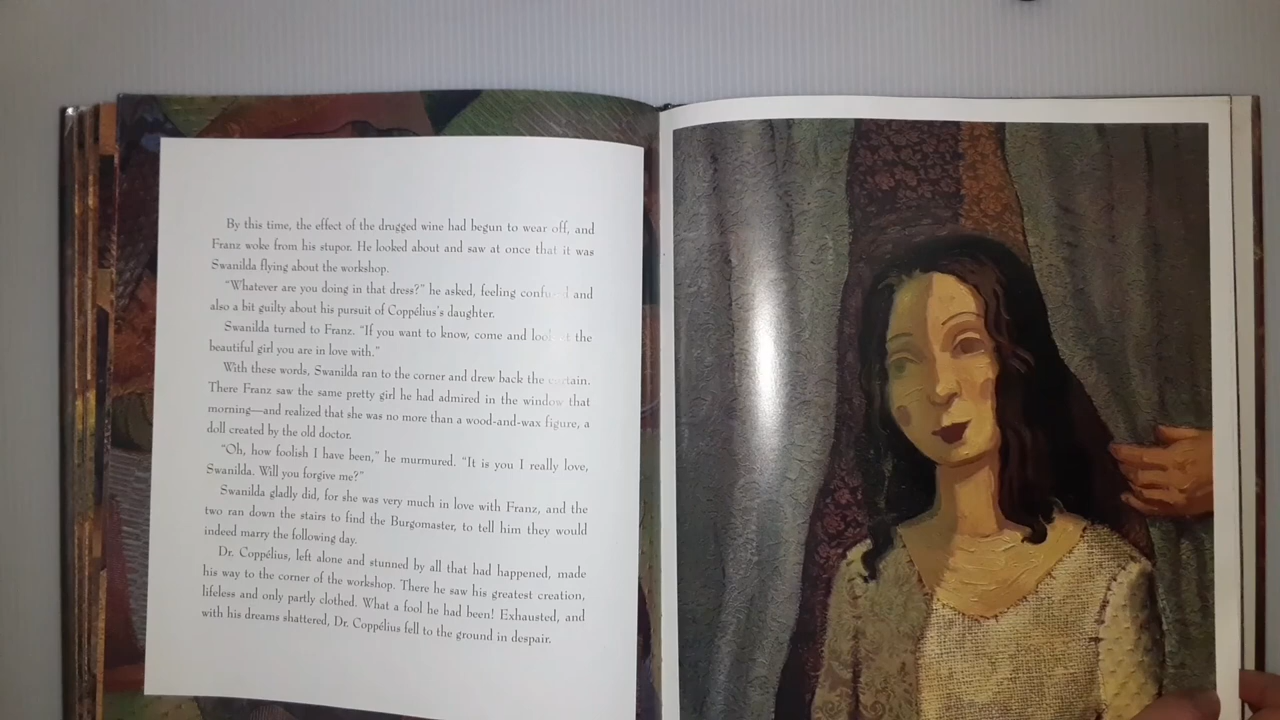 By this time, the effect of the drugged wine had begun to wear off, and
Franz woke from his stupor. He looked about and saw at once that it was
Swanilda flying about the workshop.
“Whatever are you doing in that dress?” he asked, feeling confused and
also a bit guilty about his pursuit of Coppélius's daughter.
Swanilda turned to Franz. “If you want to know, come and look at the
beautiful girl you are in love with.”
With these words, Swanilda ran to the corner and drew back the curtain.
There Franz saw the same pretty girl he had admired in the window that
morning—and realized that she was no more than a wood-and-wax figure, a
doll created by the old doctor.
“Oh, how foolish I have been,” he murmured. “It is you I really love,
Swanilda. Will you forgive me?”
Swanilda gladly did, for she was very much in love with Franz, and the
two ran down the stairs to find the Burgomaster, to tell him they would
indeed marry the following day.
Dr. Coppélius, left alone and stunned by all that had happened, made
his way to the corner of the workshop. There he saw his greatest creation,
lifeless and only partly clothed. What a fool he had been! Exhausted, and
with his dreams shattered, Dr. Coppélius fell to the ground in despair.